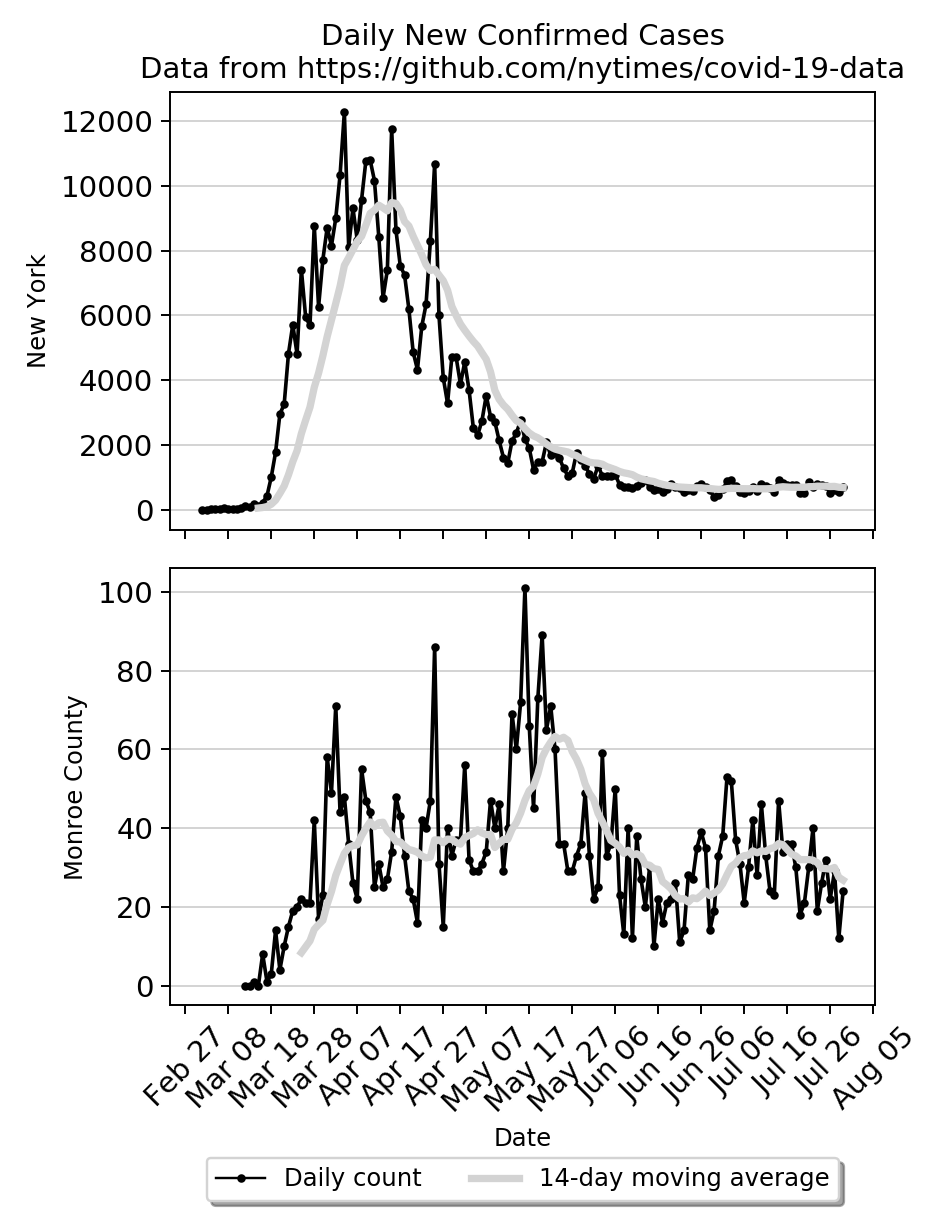 Daily New Confirmed Cases
Data from https://github.com/nytimes/covid-19-data
12000
10000
8000
6000
4000
2000
0
New York
100
80
60
40
20
0
Monroe County
Feb 27
Mar 08
Mar 18
Mar 28
Apr 07
Apr 17
Apr 27
May 07
May 17
May 27
Jun 06
Jun 16
Jun 26
Jul 06
Jul 16
Jul 26
Aug 05
Date
Daily count
14-day moving average